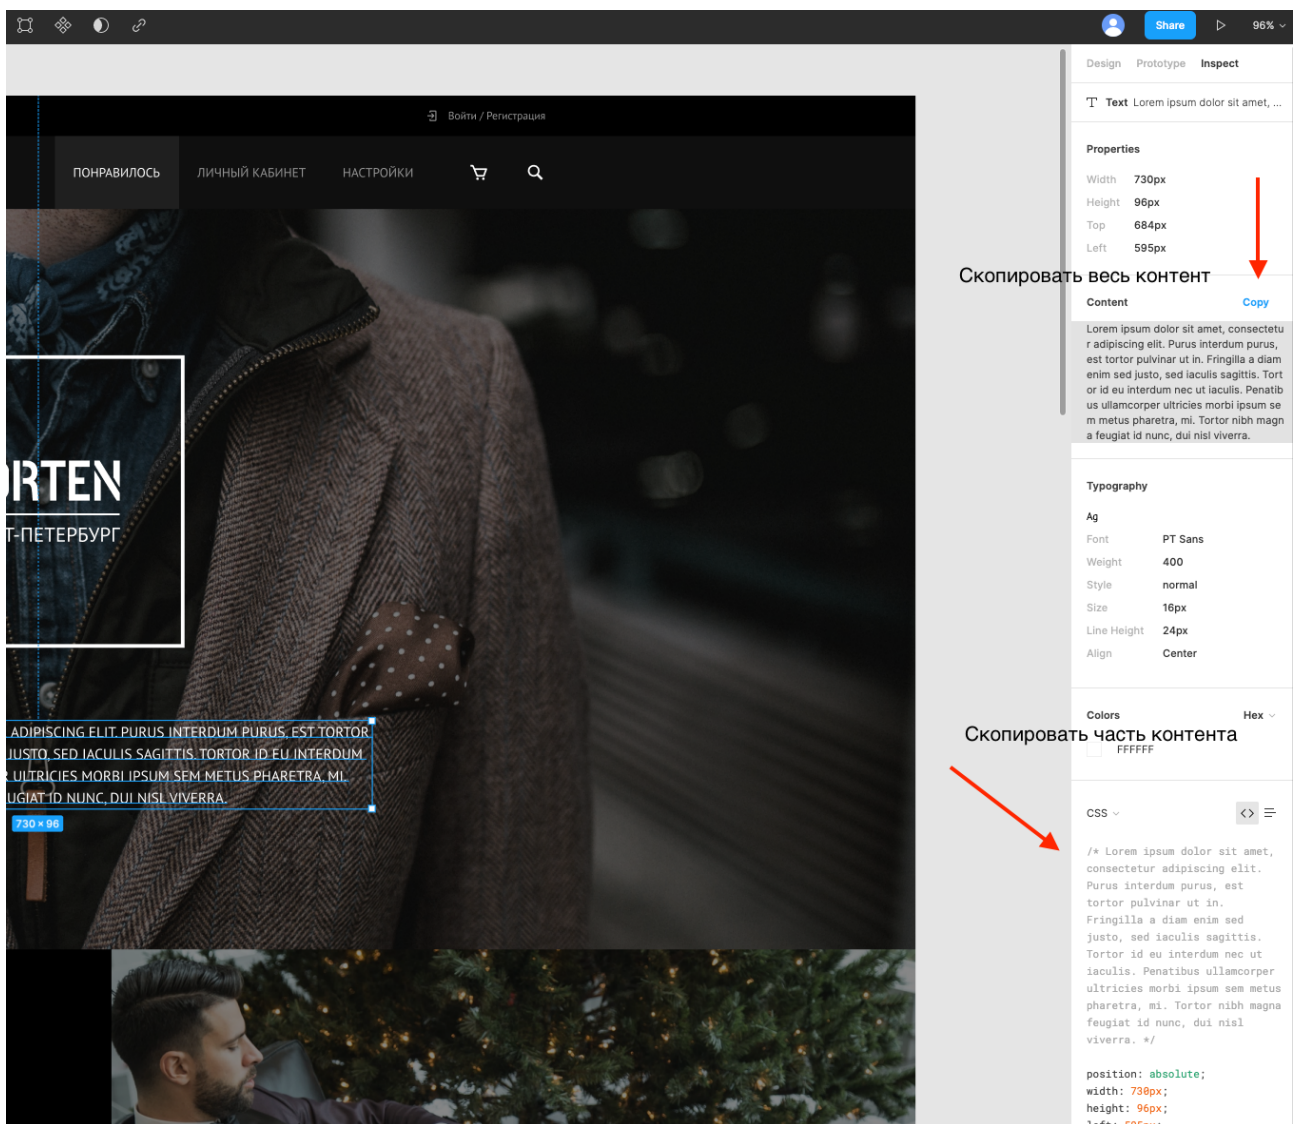 Share
96%
Design Prototype Inspect
T Text Lorem ipsum dolor sit amet, ...
Войти / Регистрация
ПОНРАВИЛОСЬ ЛИЧНЫЙ КАБИНЕТ НАСТРОЙКИ
Properties
Width 730px
Height 96px
Top 684px
Left 595px
Скопировать весь контент
Content Copy
Lorem ipsum dolor sit amet, consectetu
r adipiscing elit. Purus interdum purus,
est tortor pulvinar ut in. Fringilla a diam
enim sed justo, sed iaculis sagittis. Tort
or id eu interdum nec ut iaculis. Penatib
us ullamcorper ultricies morbi ipsum se
m metus pharetra, mi. Tortor nibh magn
a feugiat id nunc, dui nisl viverra.
RTEN
Т-ПЕТЕРБУРГ
Typography
Ag
Font PT Sans
Weight 400
Style normal
Size 16px
Line Height 24px
Align Center
ADIPISCING ELIT. PURUS INTERDUM PURUS, EST TORTOR
JUSTO, SED IACULIS SAGITTIS. TORTOR ID EU INTERDUM
ULTRICIES MORBI IPSUM SEM METUS PHARETRA, MI.
UGIAT ID NUNC, DUI NISL VIVERRA.
730 × 96
Colors Hex
Скопировать часть контента
FFFFFF
CSS
/* Lorem ipsum dolor sit amet,
consectetur adipiscing elit.
Purus interdum purus, est
tortor pulvinar ut in.
Fringilla a diam enim sed
justo, sed iaculis sagittis.
Tortor id eu interdum nec ut
iaculis. Penatibus ullamcorper
ultricies morbi ipsum sem metus
pharetra, mi. Tortor nibh magna
feugiat id nunc, dui nisl
viverra. */
position: absolute;
width: 730px;
height: 96px;